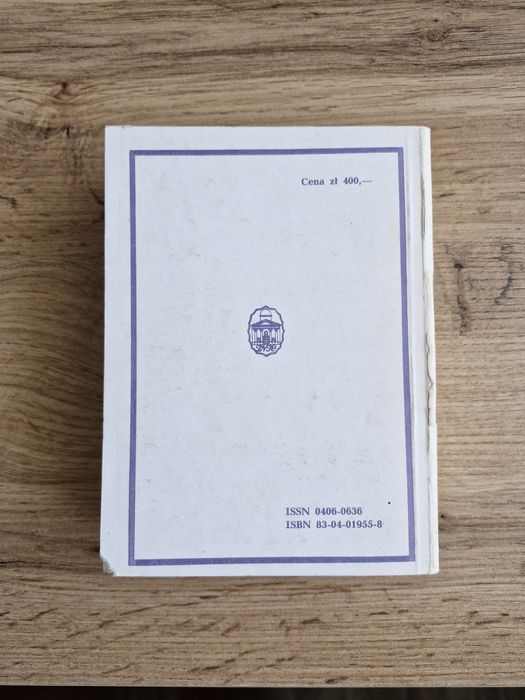 Cena zł 400,—
ISSN 0406-0636
ISBN 83-04-01955-8